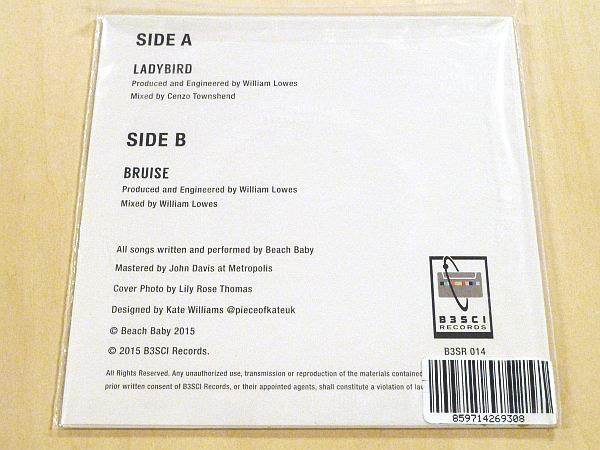 SIDE A
LADYBIRD
Produced and Engineered by William Lowes
Mixed by Cenzo Townshend
SIDE B
BRUISE
Produced and Engineered by William Lowes
Mixed by William Lowes
All songs written and performed by Beach Baby
Mastered by John Davis at Metropolis
Cover Photo by Lily Rose Thomas
Designed by Kate Williams @pieceofkateuk
© Beach Baby 2015
© 2015 B3SCI Records.
B3SCI
RECORDS
B3SR 014
All Rights Reserved. Any unauthorized use, transmission or reproduction of the materials contained
prior written consent of B3SCI Records, or their appointed agents, shall constitute a violation of
859714269308